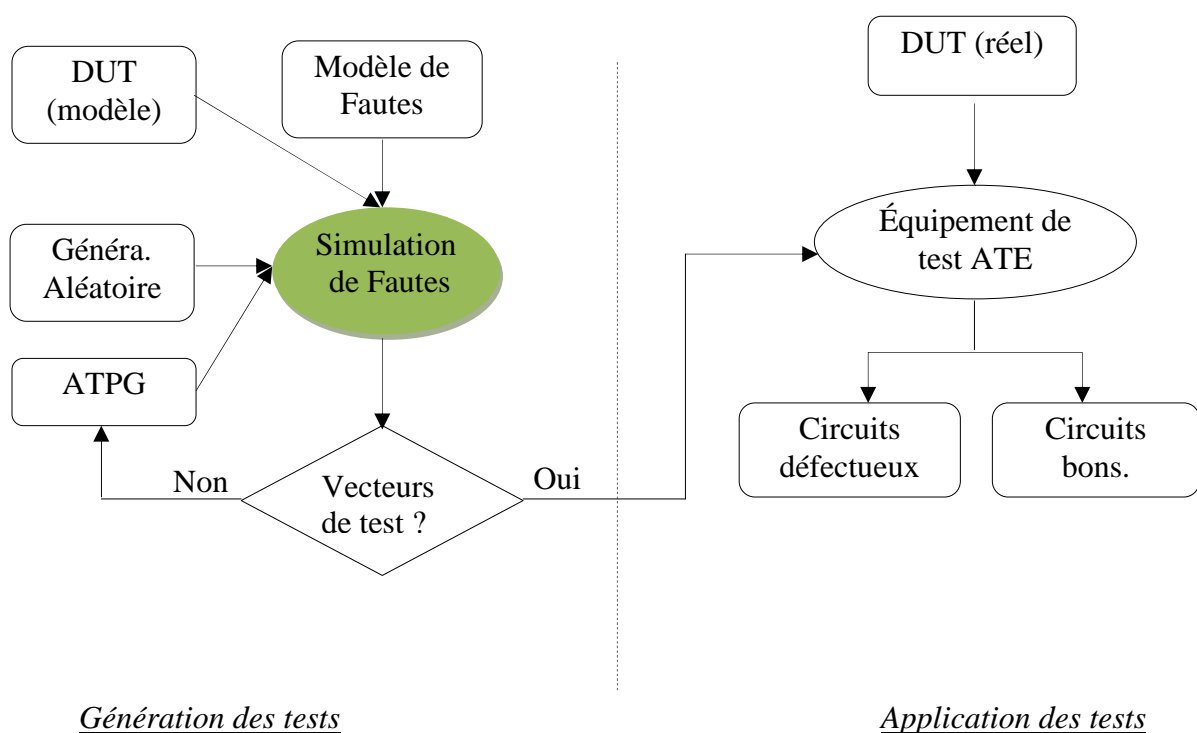 DUT
(modèle)
Modèle de
Fautes
DUT (réel)
Généra.
Aléatoire
Simulation
de Fautes
Équipement de
test ATE
ATPG
Circuits
défectueux
Circuits
bons.
Non
Vecteurs
de test ?
Oui
Génération des tests
Application des tests